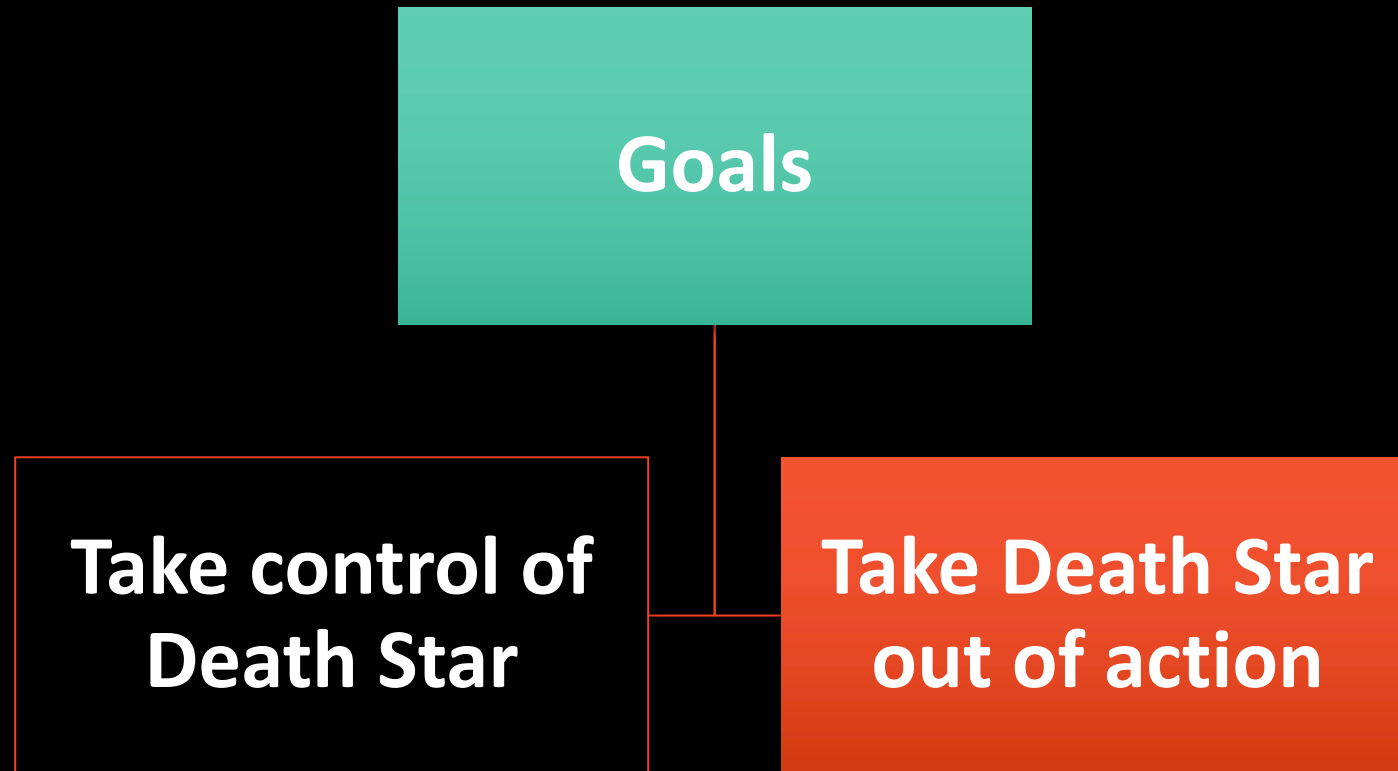 Goals
Take control of
Death Star
Take Death Star
out of action